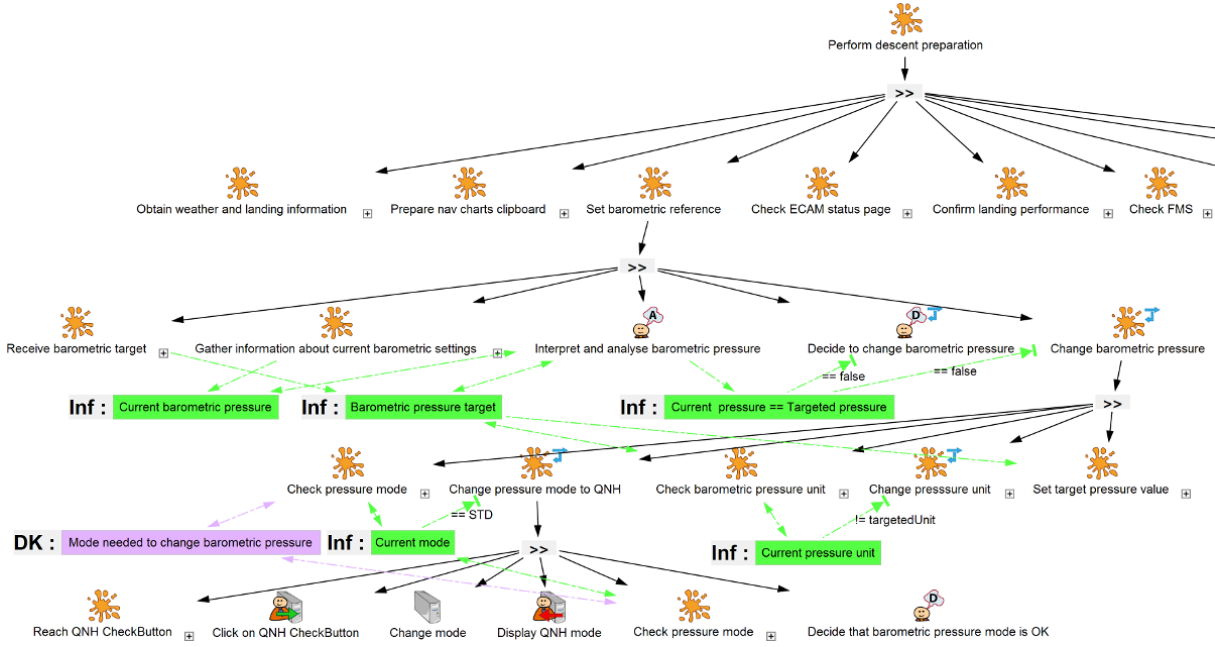 Perform descent preparation
>>
Obtain weather and landing information
Prepare nav charts clipboard
Set barometric reference
Check ECAM status page
Confirm landing performance
Check FMS
>>
A
D
Receive barometric target
Gather information about current barometric settings
Interpret and analyse barometric pressure
Decide to change barometric pressure
Change barometric pressure
== false
== false
Inf : Current barometric pressure
Inf : Barometric pressure target
Inf : Current pressure == Targeted pressure
>>
Check pressure mode
Change pressure mode to QNH
Check barometric pressure unit
Change presssure unit
Set target pressure value
== STD
!= targetedUnit
DK : Mode needed to change barometric pressure
Inf : Current mode
>>
Inf : Current pressure unit
D
Reach QNH CheckButton
Click on QNH CheckButton
Change mode
Display QNH mode
Check pressure mode
Decide that barometric pressure mode is OK